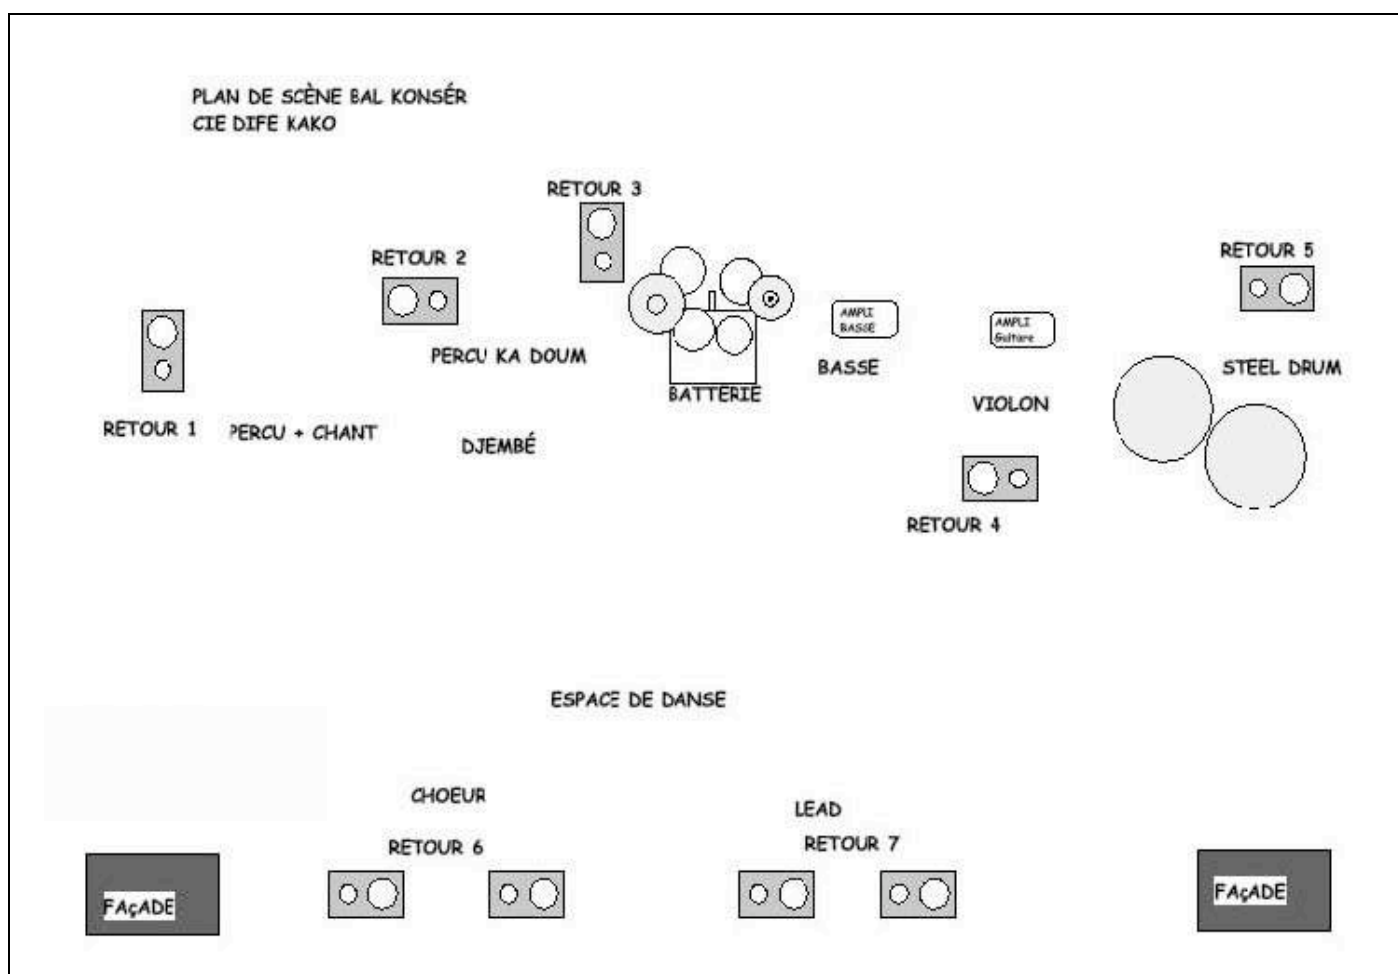 PLAN DE SCÈNE BAL KONSÉR
CIE DIFE KAKO
RETOUR 3
RETOUR 2
RETOUR 5
AMPLI
BASSE
AMPLI
Guitare
PERCU KA DOUM
BASSE
STEEL DRUM
BATTERIE
VIOLON
RETOUR 1
PERCU + CHANT
DJEMBÉ
RETOUR 4
ESPACE DE DANSE
CHOEUR
LEAD
RETOUR 6
RETOUR 7
FAçADE
FAçADE